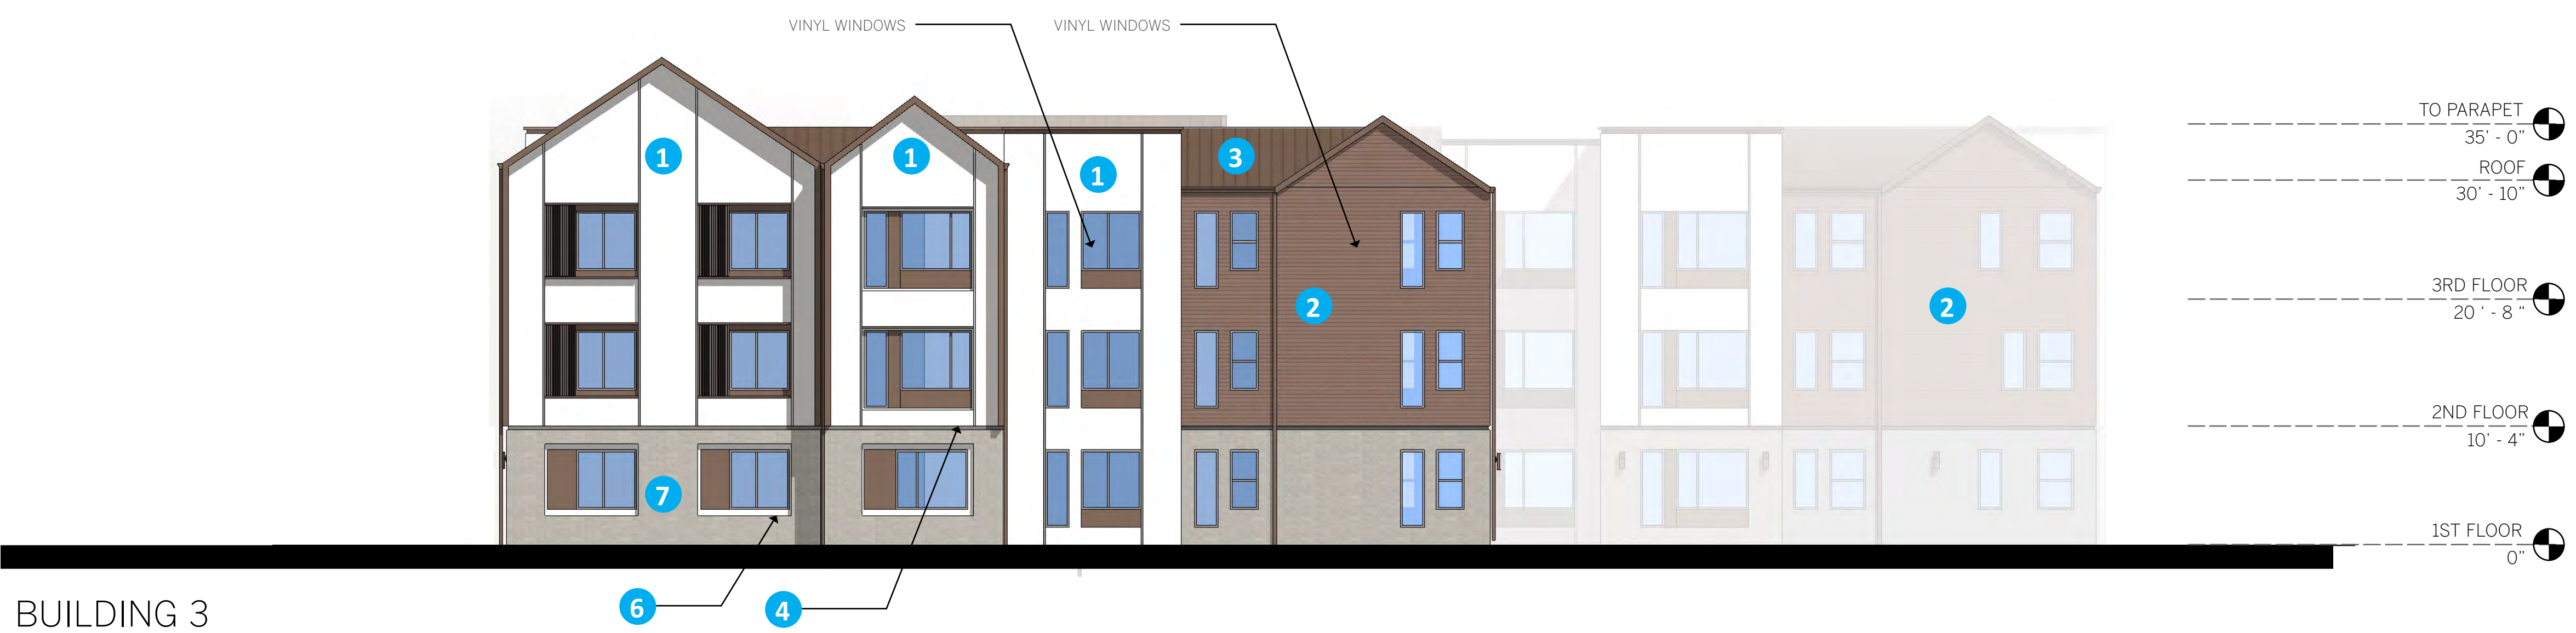 VINYL WINDOWS
VINYL WINDOWS
TO PARAPET
35' - 0"
ROOF
30' - 10"
3RD FLOOR
20 ' - 8 "
2ND FLOOR
10' - 4"
1ST FLOOR
0"
1
1
1
3
2
2
7
6
4
BUILDING 3